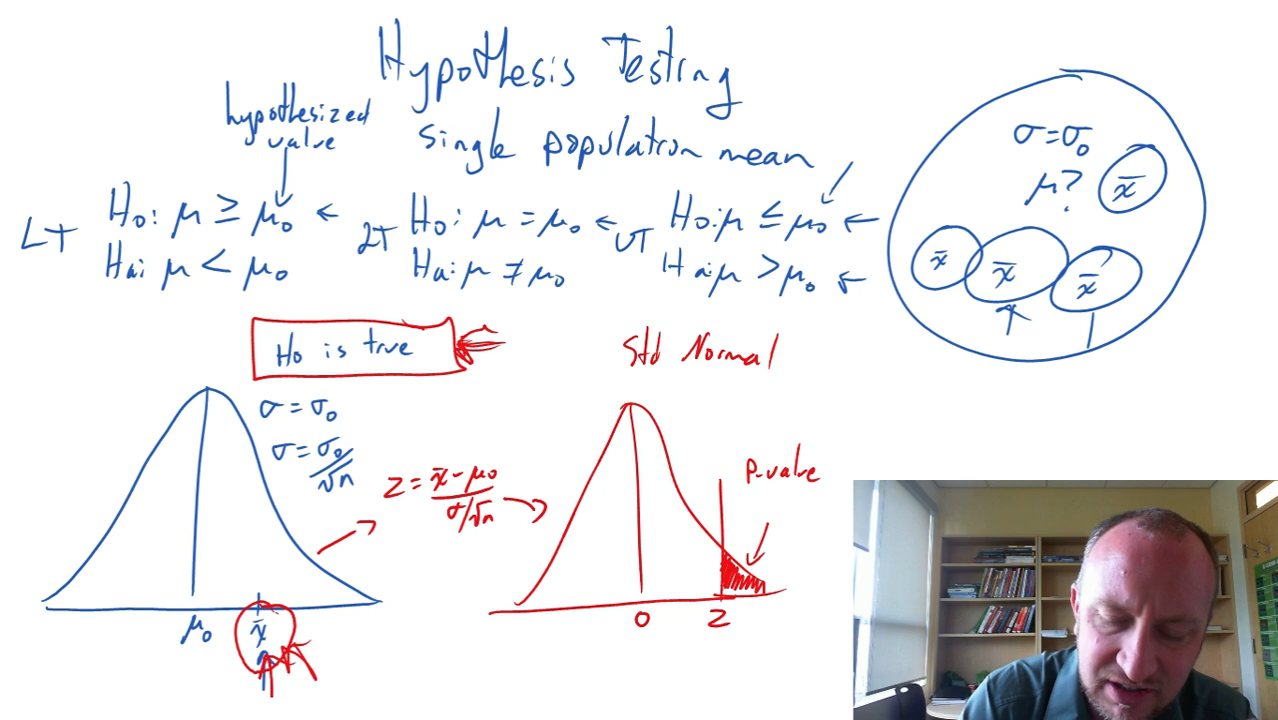 Hypothesis Testing
single population mean
hypothesized
value
LT
H₀: μ ≥ μ₀ ←
Ha: μ < μ₀
2T
H₀: μ = μ₀ ←
Ha: μ ≠ μ₀
UT
H₀: μ ≤ μ₀ ←
Ha: μ > μ₀ ←
σ = σ₀
μ?
x̄
x̄
x̄
x̄
H₀ is true
σ = σ₀
σ = σ₀/√n
μ₀
x̄
z = (x̄ - μ₀)/(σ/√n)
Std Normal
P-value
0
z